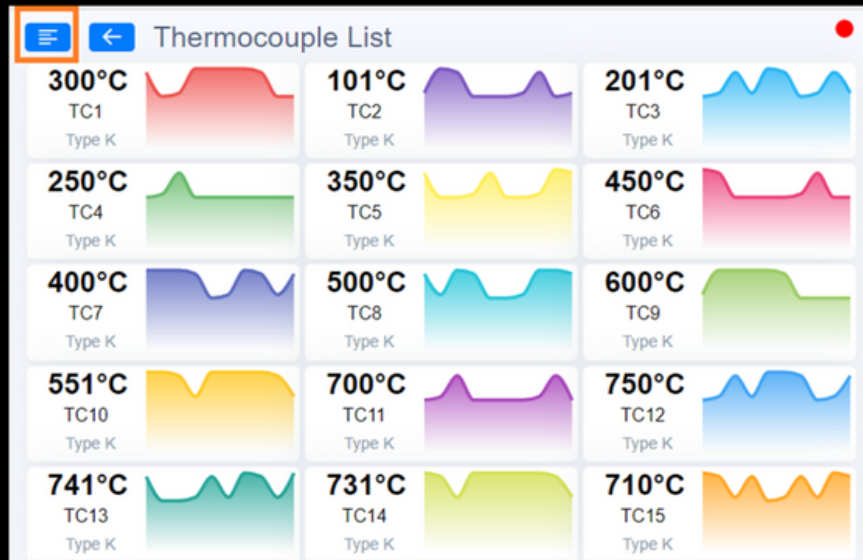 Thermocouple List
300°C
TC1
Type K
101°C
TC2
Type K
201°C
TC3
Type K
250°C
TC4
Type K
350°C
TC5
Type K
450°C
TC6
Type K
400°C
TC7
Type K
500°C
TC8
Type K
600°C
TC9
Type K
551°C
TC10
Type K
700°C
TC11
Type K
750°C
TC12
Type K
741°C
TC13
Type K
731°C
TC14
Type K
710°C
TC15
Type K